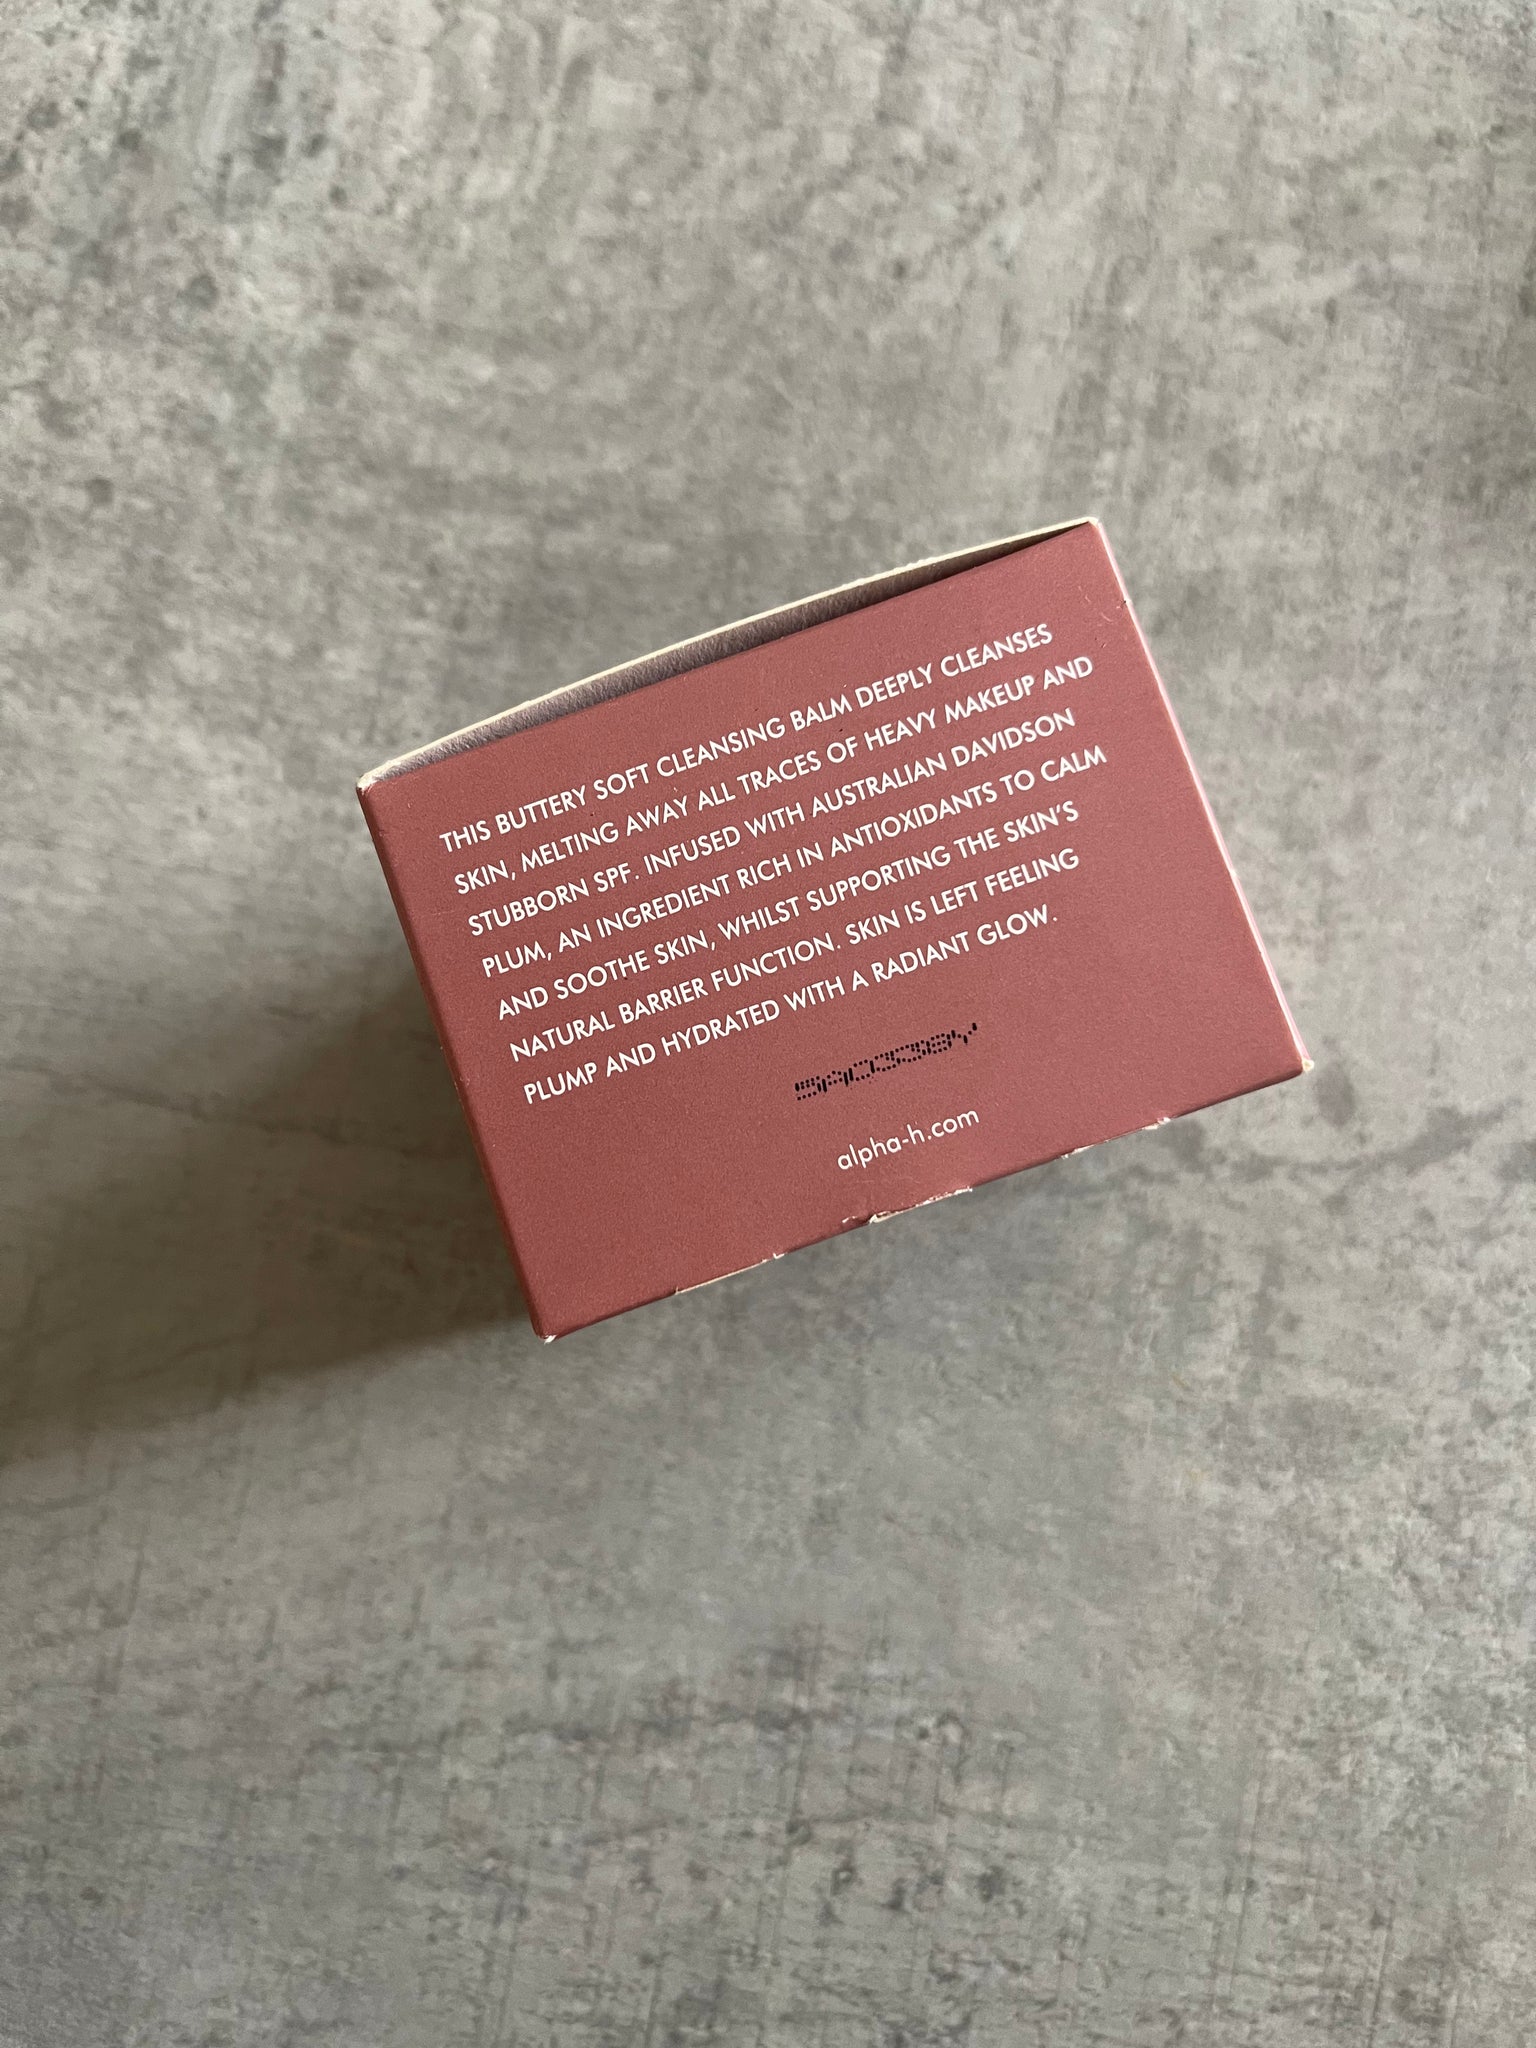 THIS BUTTERY SOFT CLEANSING BALM DEEPLY CLEANSES
SKIN, MELTING AWAY ALL TRACES OF HEAVY MAKEUP AND
STUBBORN SPF. INFUSED WITH AUSTRALIAN DAVIDSON
PLUM, AN INGREDIENT RICH IN ANTIOXIDANTS TO CALM
AND SOOTHE SKIN, WHILST SUPPORTING THE SKIN'S
NATURAL BARRIER FUNCTION. SKIN IS LEFT FEELING
PLUMP AND HYDRATED WITH A RADIANT GLOW.
alpha-h.com